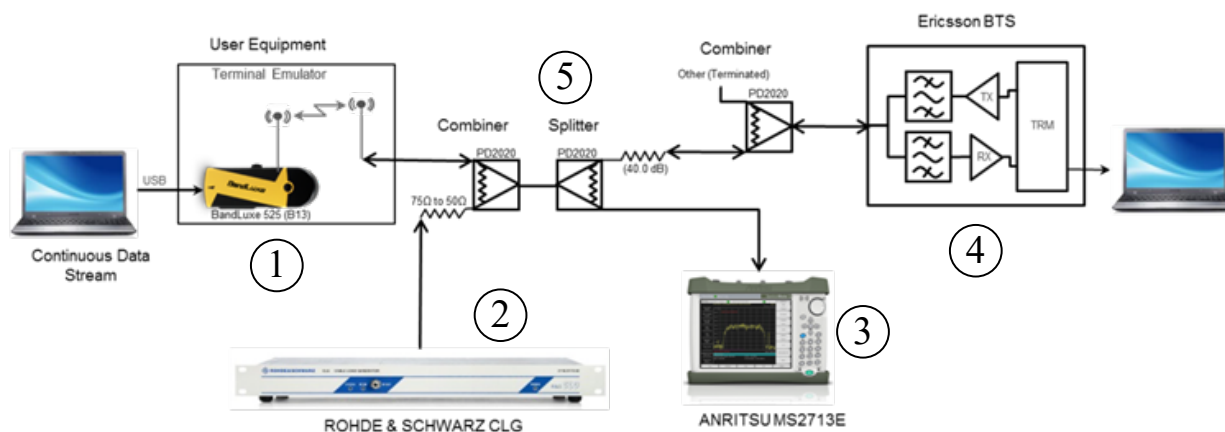 User Equipment
Terminal Emulator
USB
BandLuxe
BandLuxe 525 (B13)
Continuous Data
Stream
1
Combiner
PD2020
75Ω to 50Ω
5
Splitter
PD2020
(40.0 dB)
Combiner
Other (Terminated)
PD2020
Ericsson BTS
TX
RX
TRM
4
2
ROHDE & SCHWARZ CLG
3
ANRITSU MS2713E